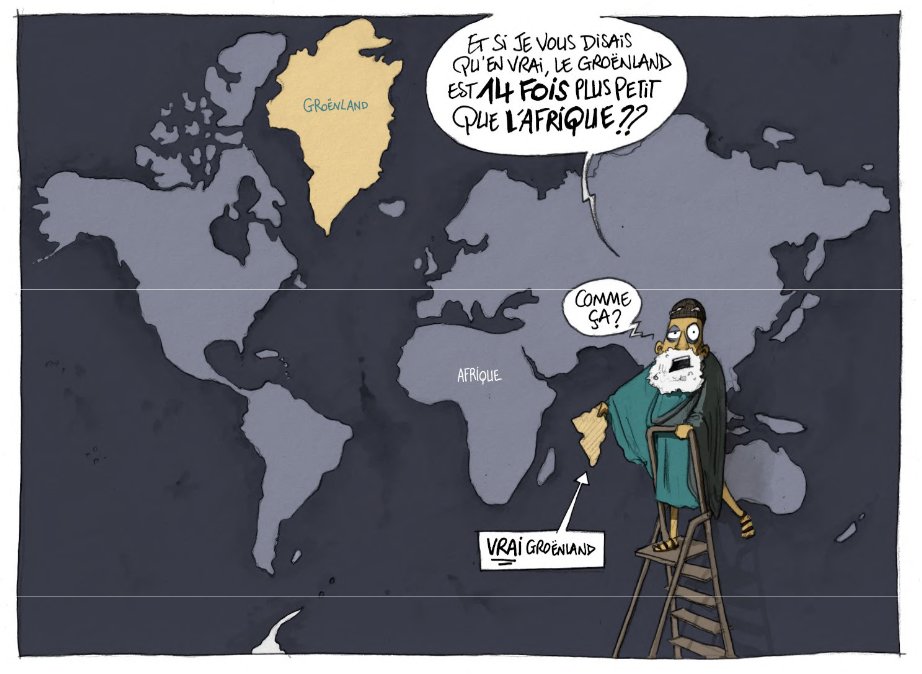 ET SI JE VOUS DISAIS
QU'EN VRAI, LE GROËNLAND
EST 14 FOIS PLUS PETIT
QUE L'AFRIQUE ??
GROËNLAND
COMME
ÇA ?
AFRIQUE
VRAI GROËNLAND